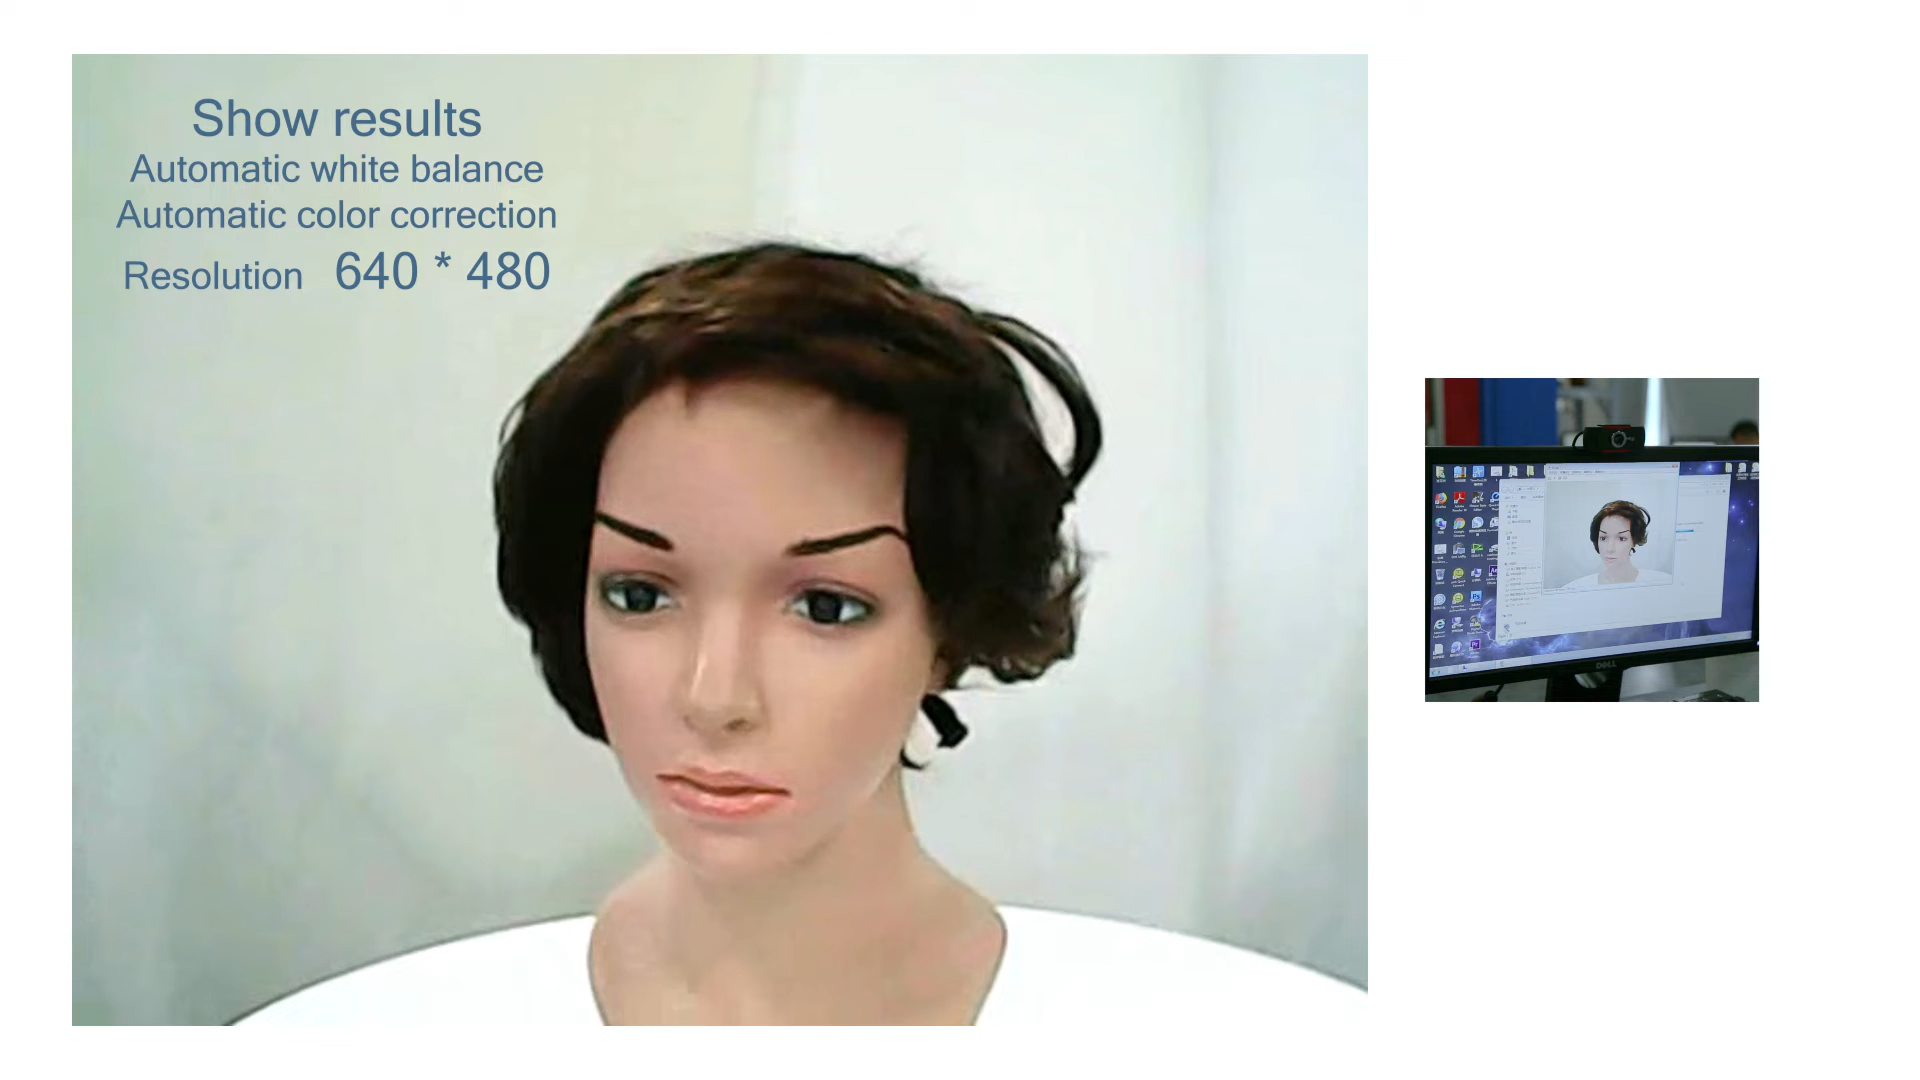 Show results
Automatic white balance
Automatic color correction
Resolution 640 * 480
DELL